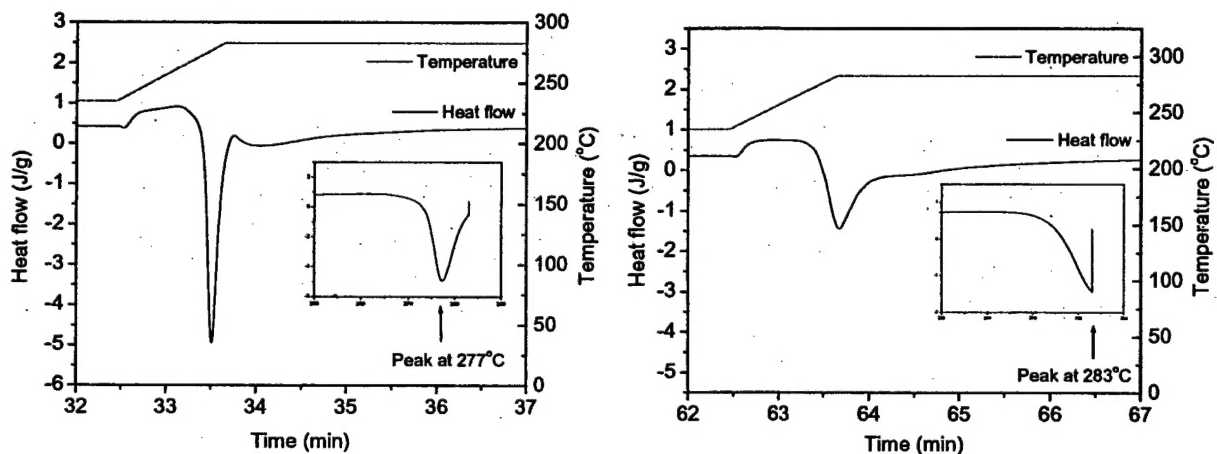 3
2
1
0
-1
-2
-3
-4
-5
-6
Heat flow (J/g)
300
250
200
150
100
50
0
Temperature (°C)
Temperature
Heat flow
Peak at 277°C
32 33 34 35 36 37
Time (min)
3
2
1
0
-1
-2
-3
-4
-5
Heat flow (J/g)
300
250
200
150
100
50
0
Temperature (°C)
Temperature
Heat flow
Peak at 283°C
62 63 64 65 66 67
Time (min)